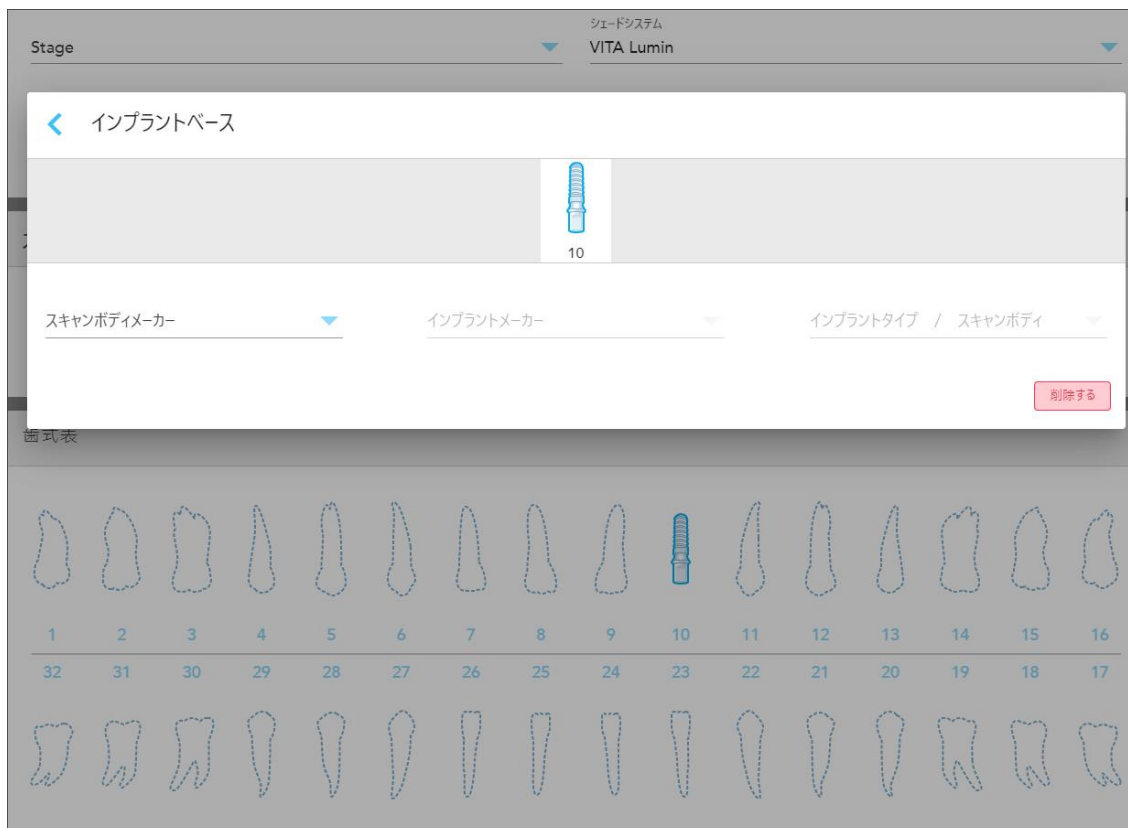 シェードシステム
Stage
VITA Lumin
インプラントベース
10
スキャンボディメーカー
インプラントメーカー
インプラントタイプ / スキャンボディ
削除する
歯式表
1 2 3 4 5 6 7 8 9 10 11 12 13 14 15 16
32 31 30 29 28 27 26 25 24 23 22 21 20 19 18 17